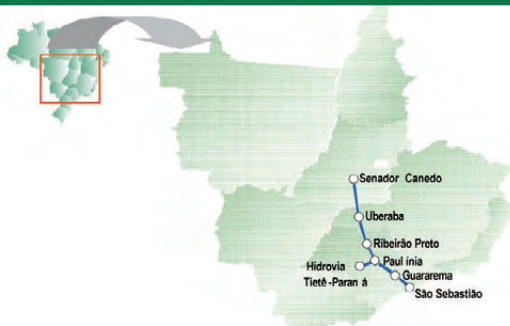 Senador Canedo
Uberaba
Ribeirão Preto
Paul ínia
Hidrovia
Tietê -Paran á
Guararema
São Sebastião